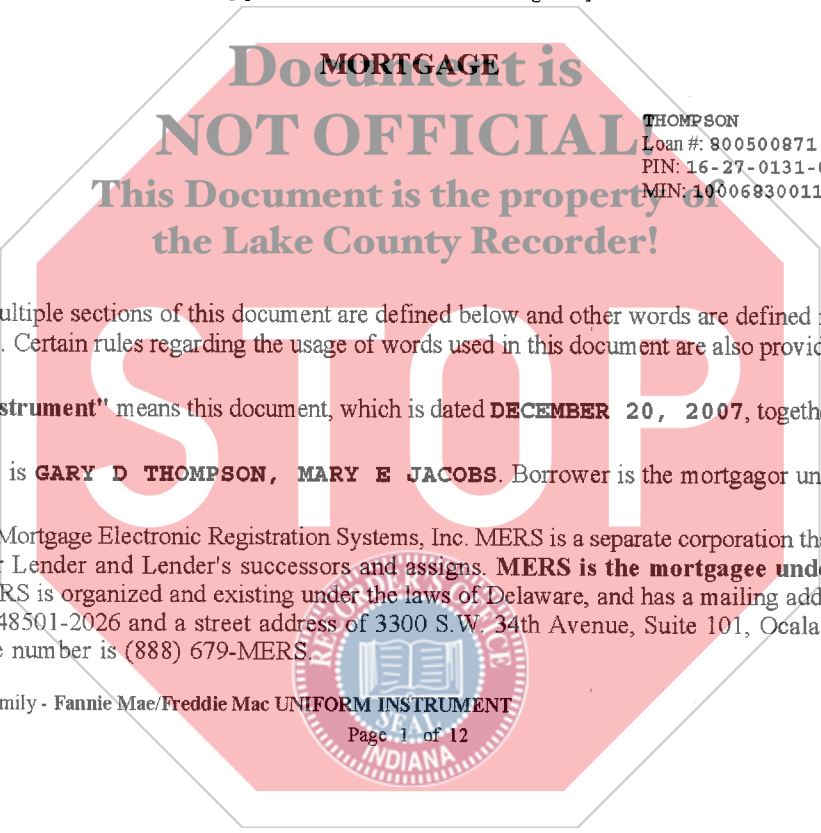 MORTGAGE
Document is
NOT OFFICIAL!
This Document is the property of
the Lake County Recorder!
THOMPSON
Loan #: 800500871
PIN: 16-27-0131-
MIN: 10006830011
ultiple sections of this document are defined below and other words are defined
. Certain rules regarding the usage of words used in this document are also provid
strument" means this document, which is dated DECEMBER 20, 2007, togeth
is GARY D THOMPSON, MARY E JACOBS. Borrower is the mortgagor un
Mortgage Electronic Registration Systems, Inc. MERS is a separate corporation tha
Lender and Lender's successors and assigns. MERS is the mortgagee unde
RS is organized and existing under the laws of Delaware, and has a mailing add
48501-2026 and a street address of 3300 S.W. 34th Avenue, Suite 101, Ocala
e number is (888) 679-MERS.
mily - Fannie Mae/Freddie Mac UNIFORM INSTRUMENT
Page 1 of 12
STOP
RECORDER'S
SEAL
INDIANA